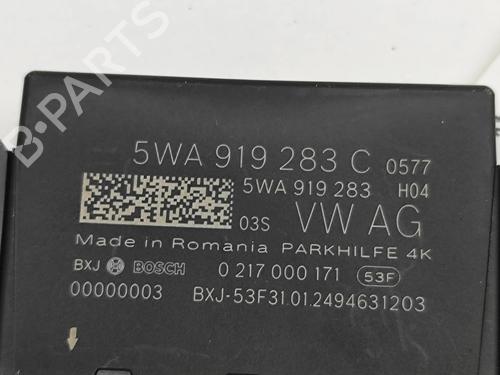 5WA 919 283 C 0577
5WA 919 283 H04
03S VW AG
Made in Romania PARKHILFE 4K
BXJ BOSCH 0 217 000 171 53F
00000003 BXJ-53F31.01.2494631203
B-PARTS